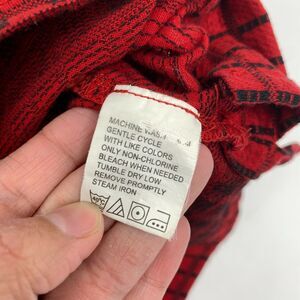 MACHINE WASH
GENTLE CYCLE
WITH LIKE COLORS
ONLY NON-CHLORINE
BLEACH WHEN NEEDED
TUMBLE DRY LOW
REMOVE PROMPTLY
STEAM IRON
40°C